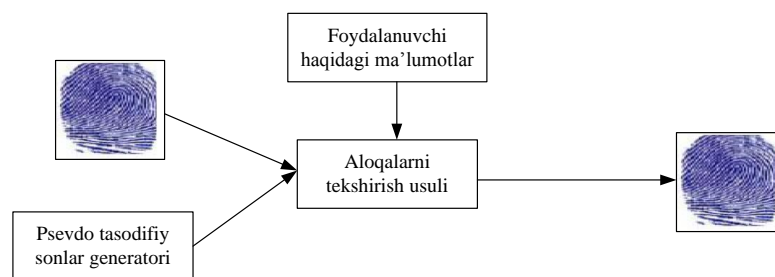 Foydalanuvchi
haqidagi ma’lumotlar
Aloqalarni
tekshirish usuli
Psevdo tasodifiy
sonlar generatori